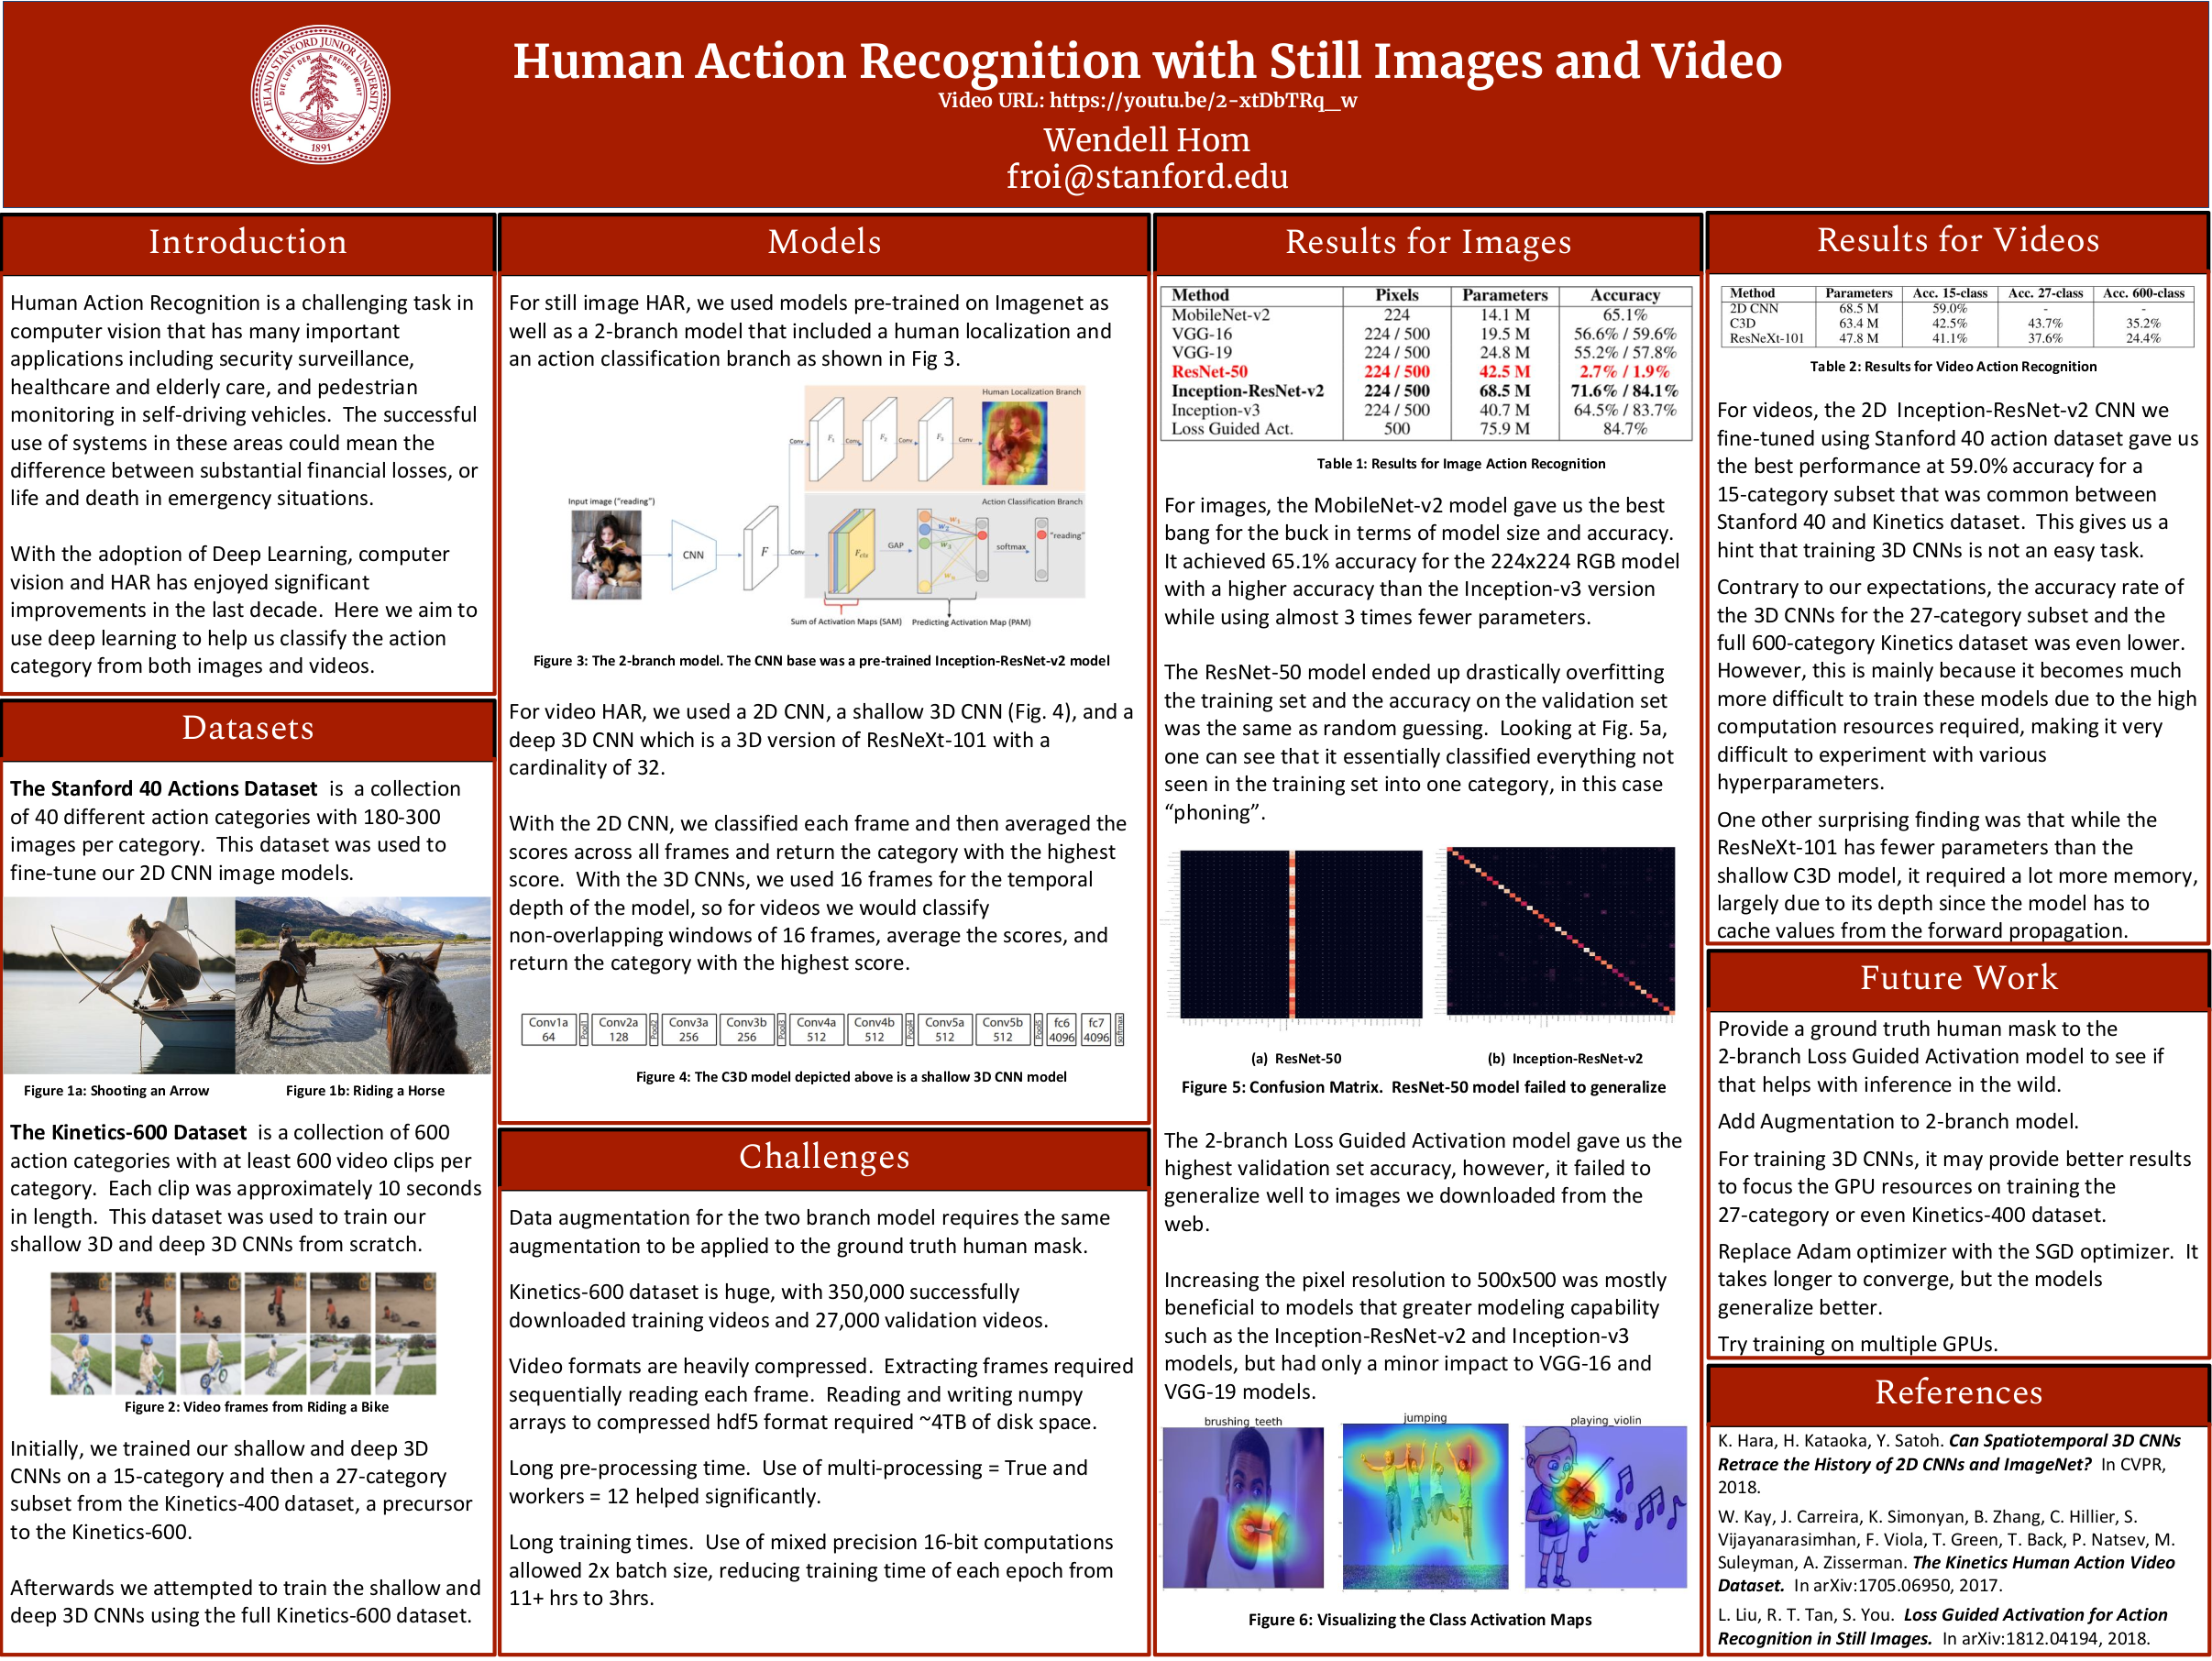 LELAND STANFORD JUNIOR UNIVERSITY
DIE LUFT DER FREIHEIT WEHT
1891
Human Action Recognition with Still Images and Video
Video URL: https://youtu.be/2-xtDbTRq_w
Wendell Hom
froi@stanford.edu
Introduction
Human Action Recognition is a challenging task in
computer vision that has many important
applications including security surveillance,
healthcare and elderly care, and pedestrian
monitoring in self-driving vehicles. The successful
use of systems in these areas could mean the
difference between substantial financial losses, or
life and death in emergency situations.
With the adoption of Deep Learning, computer
vision and HAR has enjoyed significant
improvements in the last decade. Here we aim to
use deep learning to help us classify the action
category from both images and videos.
Datasets
The Stanford 40 Actions Dataset is a collection
of 40 different action categories with 180-300
images per category. This dataset was used to
fine-tune our 2D CNN image models.
Figure 1a: Shooting an Arrow
Figure 1b: Riding a Horse
The Kinetics-600 Dataset is a collection of 600
action categories with at least 600 video clips per
category. Each clip was approximately 10 seconds
in length. This dataset was used to train our
shallow 3D and deep 3D CNNs from scratch.
Figure 2: Video frames from Riding a Bike
Initially, we trained our shallow and deep 3D
CNNs on a 15-category and then a 27-category
subset from the Kinetics-400 dataset, a precursor
to the Kinetics-600.
Afterwards we attempted to train the shallow and
deep 3D CNNs using the full Kinetics-600 dataset.
Models
For still image HAR, we used models pre-trained on Imagenet as
well as a 2-branch model that included a human localization and
an action classification branch as shown in Fig 3.
Human Localization Branch
Conv F1 Conv F2 Conv F3 Conv
Input image ("reading")
Action Classification Branch
CNN F Conv Fcls GAP w1 w2 w3 wn softmax "reading"
Sum of Activation Maps (SAM) Predicting Activation Map (PAM)
Figure 3: The 2-branch model. The CNN base was a pre-trained Inception-ResNet-v2 model
For video HAR, we used a 2D CNN, a shallow 3D CNN (Fig. 4), and a
deep 3D CNN which is a 3D version of ResNeXt-101 with a
cardinality of 32.
With the 2D CNN, we classified each frame and then averaged the
scores across all frames and return the category with the highest
score. With the 3D CNNs, we used 16 frames for the temporal
depth of the model, so for videos we would classify
non-overlapping windows of 16 frames, average the scores, and
return the category with the highest score.
Conv1a Pool1 Conv2a Pool2 Conv3a Conv3b Pool3 Conv4a Conv4b Pool4 Conv5a Conv5b Pool5 fc6 fc7 softmax
64 128 256 256 512 512 512 512 4096 4096
Figure 4: The C3D model depicted above is a shallow 3D CNN model
Challenges
Data augmentation for the two branch model requires the same
augmentation to be applied to the ground truth human mask.
Kinetics-600 dataset is huge, with 350,000 successfully
downloaded training videos and 27,000 validation videos.
Video formats are heavily compressed. Extracting frames required
sequentially reading each frame. Reading and writing numpy
arrays to compressed hdf5 format required ~4TB of disk space.
Long pre-processing time. Use of multi-processing = True and
workers = 12 helped significantly.
Long training times. Use of mixed precision 16-bit computations
allowed 2x batch size, reducing training time of each epoch from
11+ hrs to 3hrs.
Results for Images
Method Pixels Parameters Accuracy
MobileNet-v2 224 14.1 M 65.1%
VGG-16 224 / 500 19.5 M 56.6% / 59.6%
VGG-19 224 / 500 24.8 M 55.2% / 57.8%
ResNet-50 224 / 500 42.5 M 2.7% / 1.9%
Inception-ResNet-v2 224 / 500 68.5 M 71.6% / 84.1%
Inception-v3 224 / 500 40.7 M 64.5% / 83.7%
Loss Guided Act. 500 75.9 M 84.7%
Table 1: Results for Image Action Recognition
For images, the MobileNet-v2 model gave us the best
bang for the buck in terms of model size and accuracy.
It achieved 65.1% accuracy for the 224x224 RGB model
with a higher accuracy than the Inception-v3 version
while using almost 3 times fewer parameters.
The ResNet-50 model ended up drastically overfitting
the training set and the accuracy on the validation set
was the same as random guessing. Looking at Fig. 5a,
one can see that it essentially classified everything not
seen in the training set into one category, in this case
“phoning”.
(a) ResNet-50
(b) Inception-ResNet-v2
Figure 5: Confusion Matrix. ResNet-50 model failed to generalize
The 2-branch Loss Guided Activation model gave us the
highest validation set accuracy, however, it failed to
generalize well to images we downloaded from the
web.
Increasing the pixel resolution to 500x500 was mostly
beneficial to models that greater modeling capability
such as the Inception-ResNet-v2 and Inception-v3
models, but had only a minor impact to VGG-16 and
VGG-19 models.
brushing_teeth
jumping
playing_violin
Figure 6: Visualizing the Class Activation Maps
Results for Videos
Method Parameters Acc. 15-class Acc. 27-class Acc. 600-class
2D CNN 68.5 M 59.0% - -
C3D 63.4 M 42.5% 43.7% 35.2%
ResNeXt-101 47.8 M 41.1% 37.6% 24.4%
Table 2: Results for Video Action Recognition
For videos, the 2D Inception-ResNet-v2 CNN we
fine-tuned using Stanford 40 action dataset gave us
the best performance at 59.0% accuracy for a
15-category subset that was common between
Stanford 40 and Kinetics dataset. This gives us a
hint that training 3D CNNs is not an easy task.
Contrary to our expectations, the accuracy rate of
the 3D CNNs for the 27-category subset and the
full 600-category Kinetics dataset was even lower.
However, this is mainly because it becomes much
more difficult to train these models due to the high
computation resources required, making it very
difficult to experiment with various
hyperparameters.
One other surprising finding was that while the
ResNeXt-101 has fewer parameters than the
shallow C3D model, it required a lot more memory,
largely due to its depth since the model has to
cache values from the forward propagation.
Future Work
Provide a ground truth human mask to the
2-branch Loss Guided Activation model to see if
that helps with inference in the wild.
Add Augmentation to 2-branch model.
For training 3D CNNs, it may provide better results
to focus the GPU resources on training the
27-category or even Kinetics-400 dataset.
Replace Adam optimizer with the SGD optimizer. It
takes longer to converge, but the models
generalize better.
Try training on multiple GPUs.
References
K. Hara, H. Kataoka, Y. Satoh. Can Spatiotemporal 3D CNNs
Retrace the History of 2D CNNs and ImageNet? In CVPR,
2018.
W. Kay, J. Carreira, K. Simonyan, B. Zhang, C. Hillier, S.
Vijayanarasimhan, F. Viola, T. Green, T. Back, P. Natsev, M.
Suleyman, A. Zisserman. The Kinetics Human Action Video
Dataset. In arXiv:1705.06950, 2017.
L. Liu, R. T. Tan, S. You. Loss Guided Activation for Action
Recognition in Still Images. In arXiv:1812.04194, 2018.